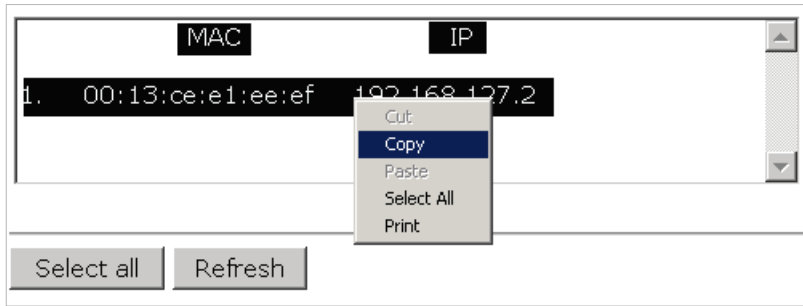 MAC IP
1. 00:13:ce:e1:ee:ef 192.168.127.2
Cut
Copy
Paste
Select All
Print
Select all Refresh